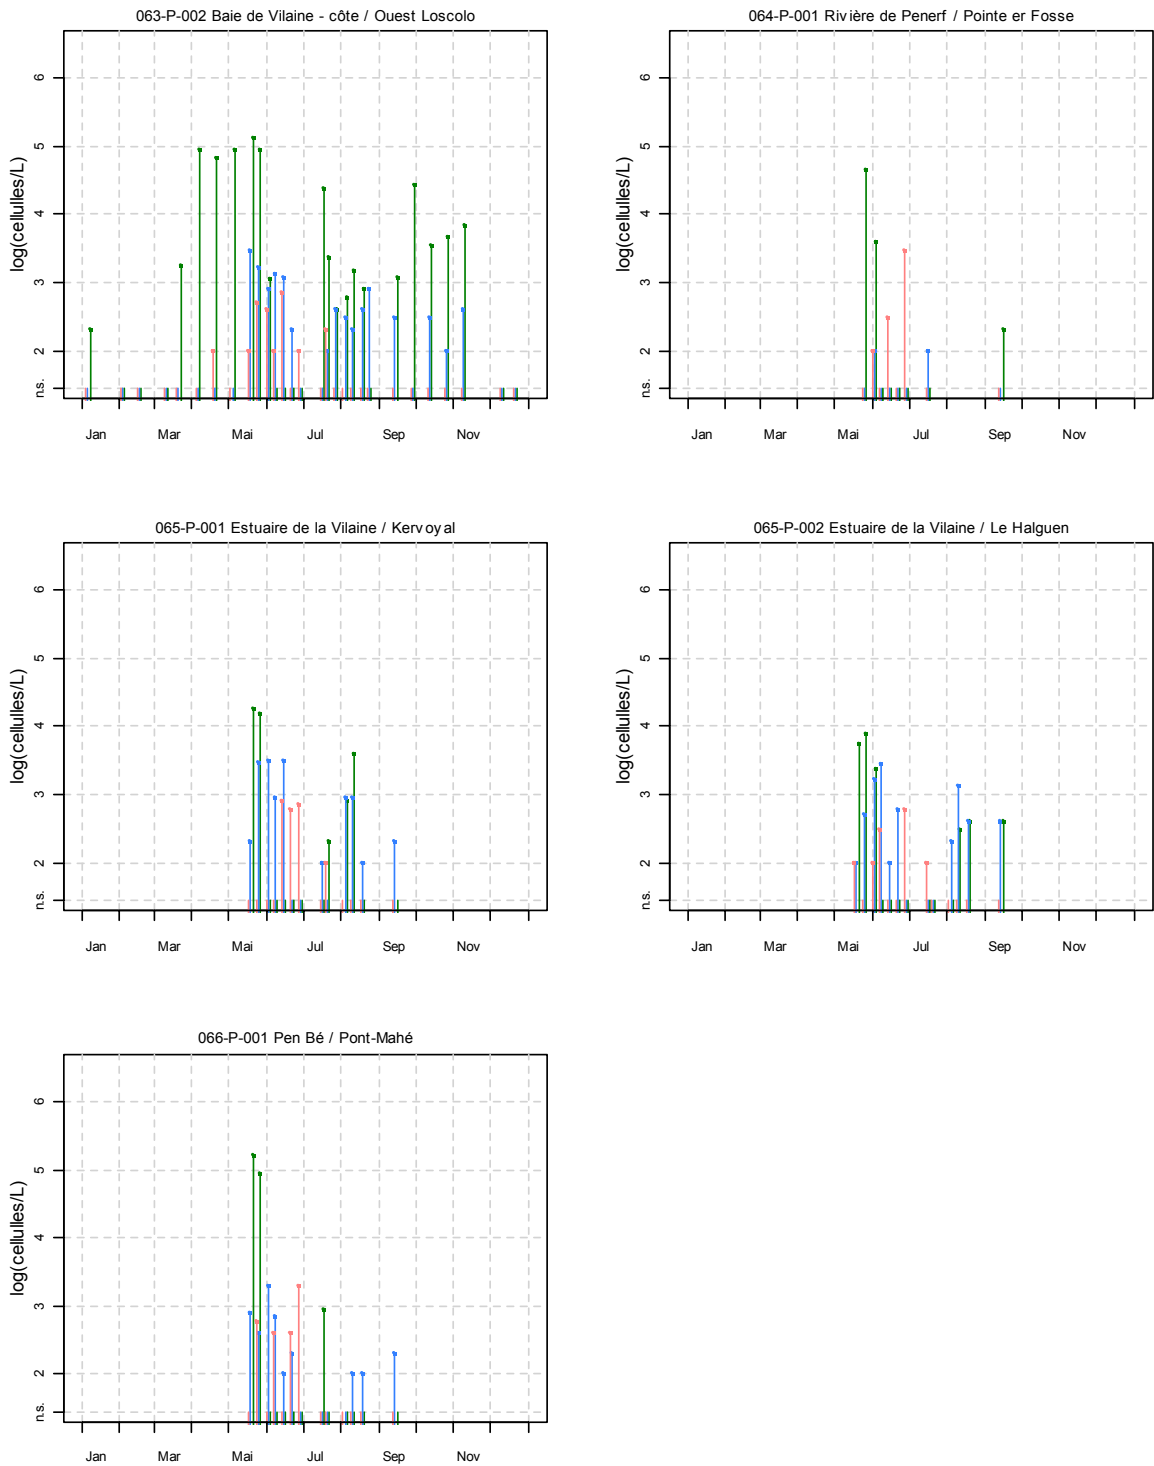 063-P-002 Baie de Vilaine - côte / Ouest Loscolo
log(cellulles/L)
6
5
4
3
2
n.s.
Jan Mar Mai Jul Sep Nov
064-P-001 Rivière de Penerf / Pointe er Fosse
log(cellulles/L)
6
5
4
3
2
n.s.
Jan Mar Mai Jul Sep Nov
065-P-001 Estuaire de la Vilaine / Kervoyal
log(cellulles/L)
6
5
4
3
2
n.s.
Jan Mar Mai Jul Sep Nov
065-P-002 Estuaire de la Vilaine / Le Halguen
log(cellulles/L)
6
5
4
3
2
n.s.
Jan Mar Mai Jul Sep Nov
066-P-001 Pen Bé / Pont-Mahé
log(cellulles/L)
6
5
4
3
2
n.s.
Jan Mar Mai Jul Sep Nov